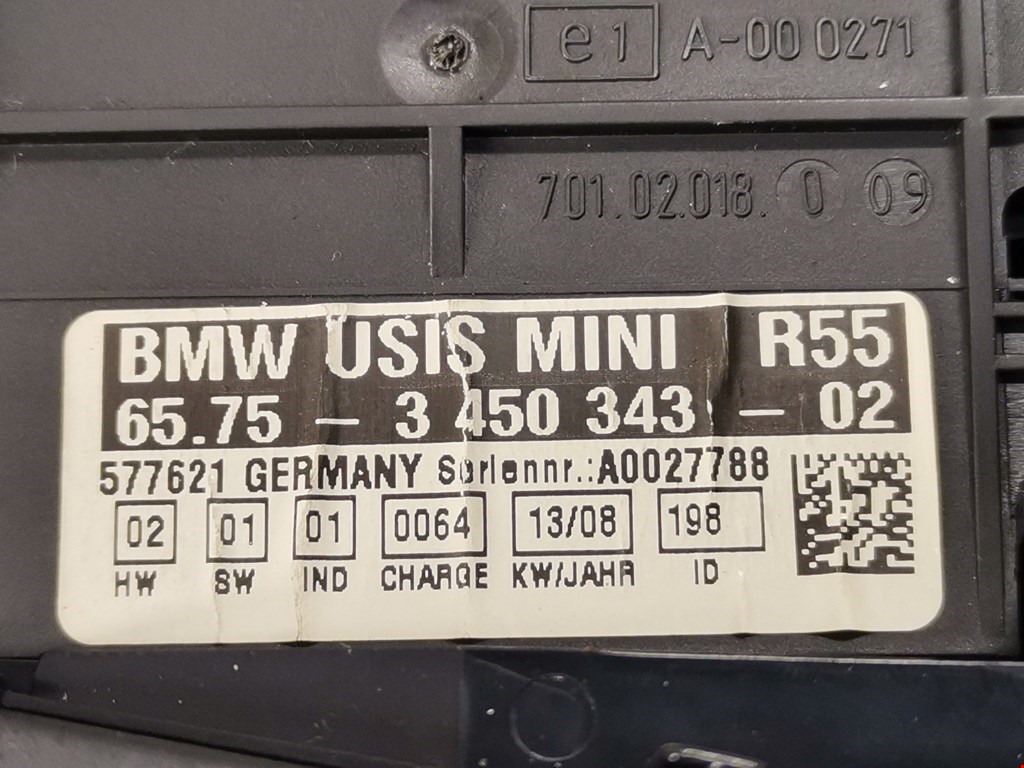 e1 A-00 0271
701.02.018. 0 09
BMW USIS MINI R55
65.75 – 3 450 343 – 02
577621 GERMANY Seriennr.:A0027788
02 01 01 0064 13/08 198
HW SW IND CHARGE KW/JAHR ID